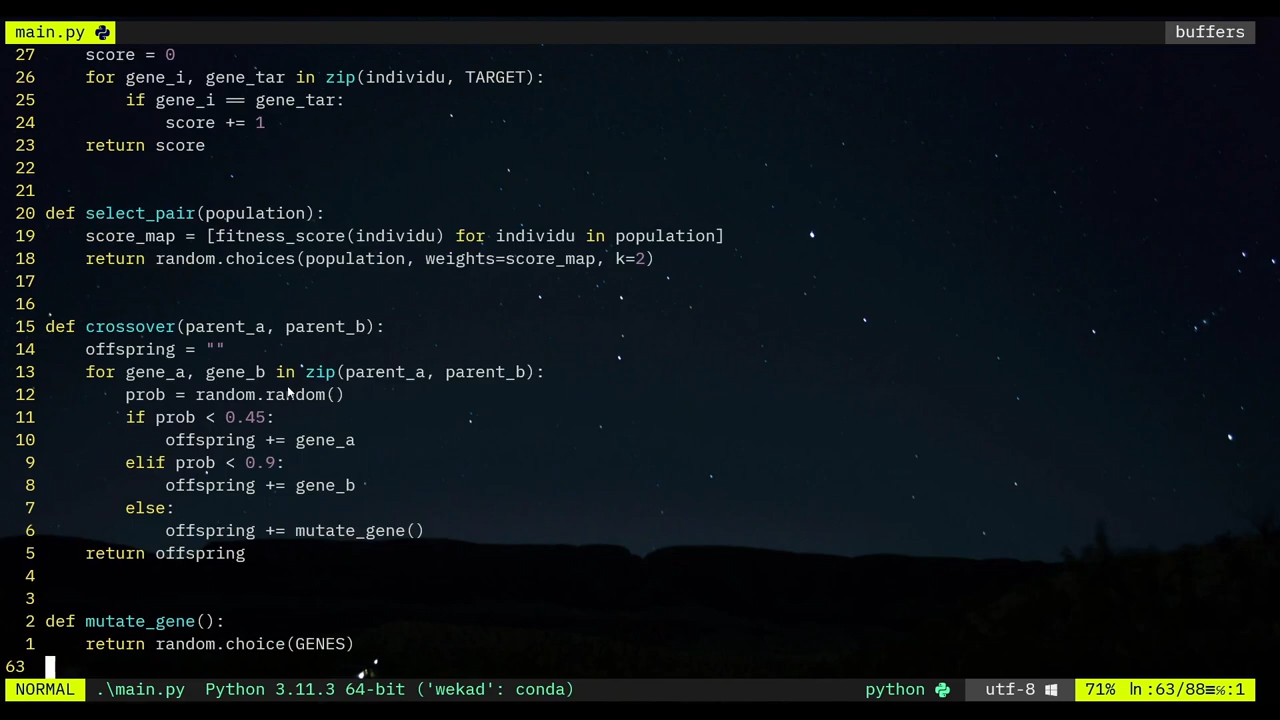 main.py buffers
27 score = 0
26 for gene_i, gene_tar in zip(individu, TARGET):
25 if gene_i == gene_tar:
24 score += 1
23 return score
22
21
20 def select_pair(population):
19 score_map = [fitness_score(individu) for individu in population]
18 return random.choices(population, weights=score_map, k=2)
17
16
15 def crossover(parent_a, parent_b):
14 offspring = ""
13 for gene_a, gene_b in zip(parent_a, parent_b):
12 prob = random.random()
11 if prob < 0.45:
10 offspring += gene_a
9 elif prob < 0.9:
8 offspring += gene_b
7 else:
6 offspring += mutate_gene()
5 return offspring
4
3
2 def mutate_gene():
1 return random.choice(GENES)
63
NORMAL .\main.py Python 3.11.3 64-bit ('wekad': conda) python utf-8 71% ln:63/88≡℅:1